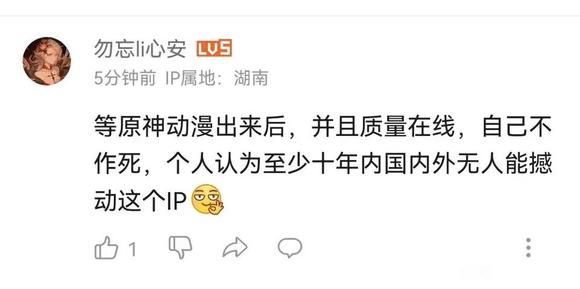 勿忘li心安 LV5
5分钟前 IP属地：湖南
等原神动漫出来后，并且质量在线，自己不
作死，个人认为至少十年内国内外无人能撼
动这个IP
1